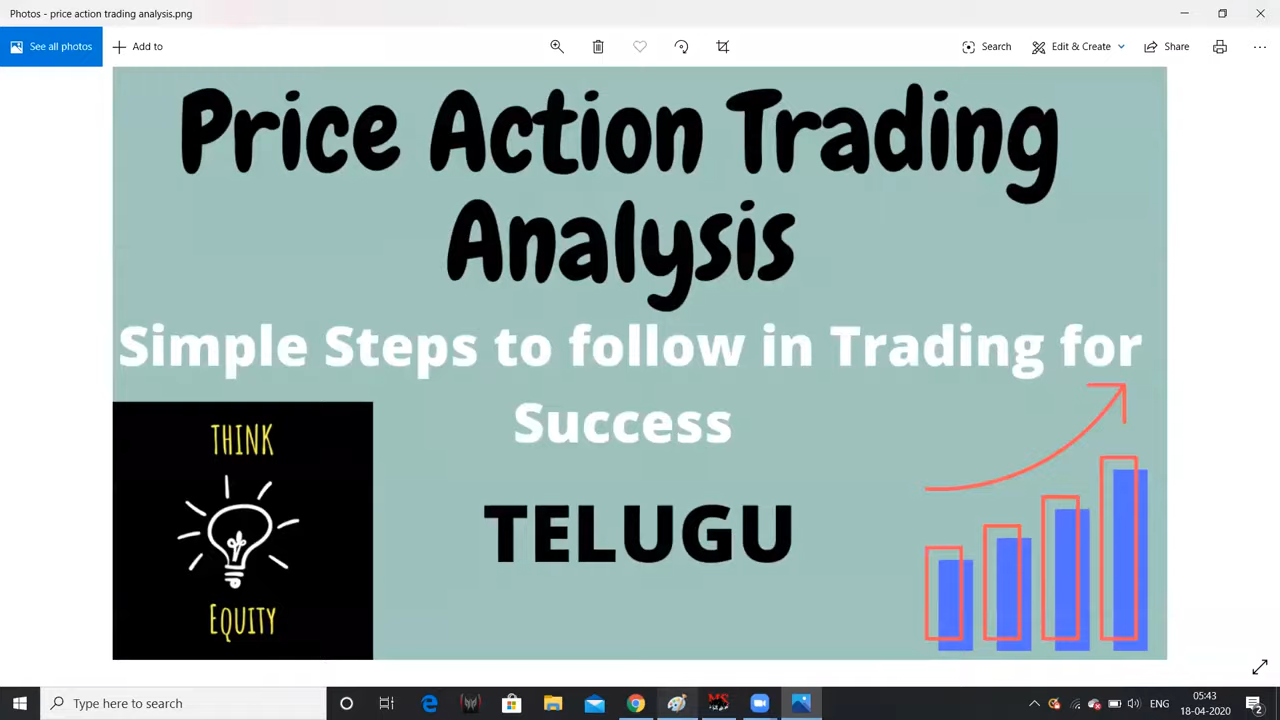 Photos - price action trading analysis.png
See all photos
Add to
Search
Edit & Create
Share
Price Action Trading
Analysis
Simple Steps to follow in Trading for
Success
THINK
TELUGU
EQUITY
Type here to search
ENG
05:43
18-04-2020
2